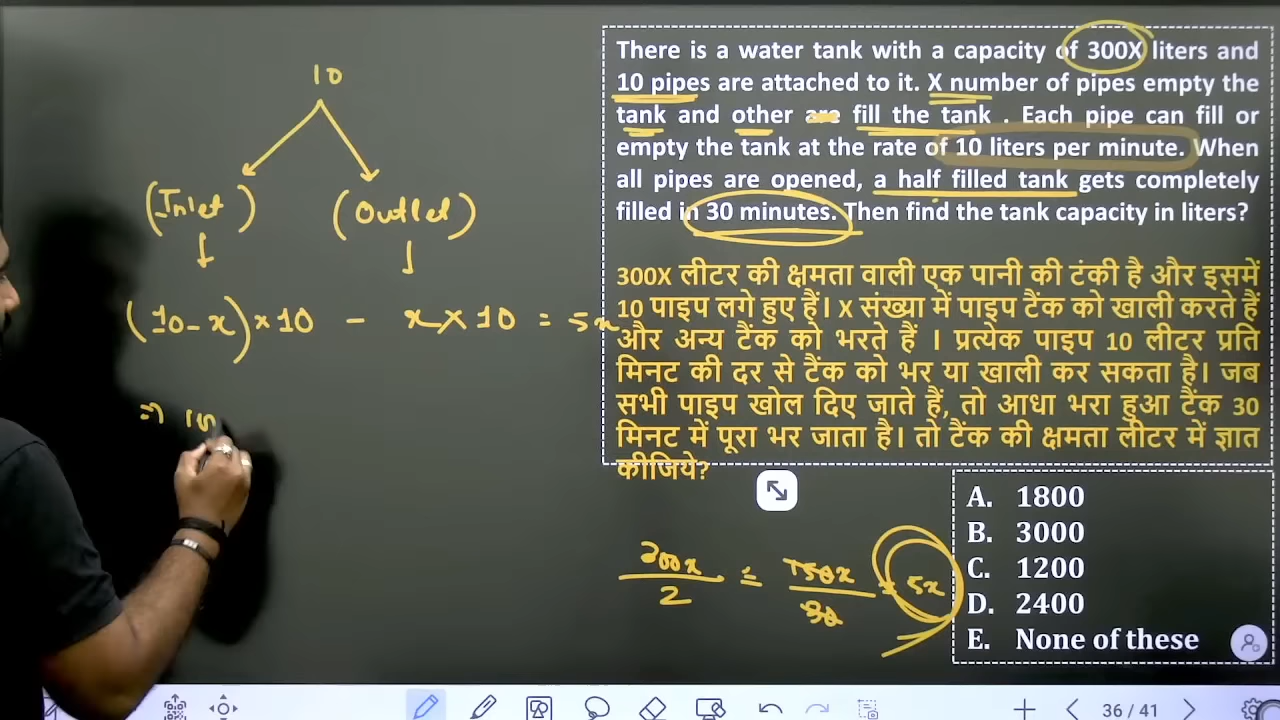 10
(Inlet) (Outlet)
(10-x)×10 - x×10 = 5x
⇒ 10
There is a water tank with a capacity of 300X liters and
10 pipes are attached to it. X number of pipes empty the
tank and other are fill the tank . Each pipe can fill or
empty the tank at the rate of 10 liters per minute. When
all pipes are opened, a half filled tank gets completely
filled in 30 minutes. Then find the tank capacity in liters?
300X लीटर की क्षमता वाली एक पानी की टंकी है और इसमें
10 पाइप लगे हुए हैं। X संख्या में पाइप टैंक को खाली करते हैं
और अन्य टैंक को भरते हैं । प्रत्येक पाइप 10 लीटर प्रति
मिनट की दर से टैंक को भर या खाली कर सकता है। जब
सभी पाइप खोल दिए जाते हैं, तो आधा भरा हुआ टैंक 30
मिनट में पूरा भर जाता है। तो टैंक की क्षमता लीटर में ज्ञात
कीजिये?
300x/2 = 150x/30 = 5x
A. 1800
B. 3000
C. 1200
D. 2400
E. None of these
36 / 41